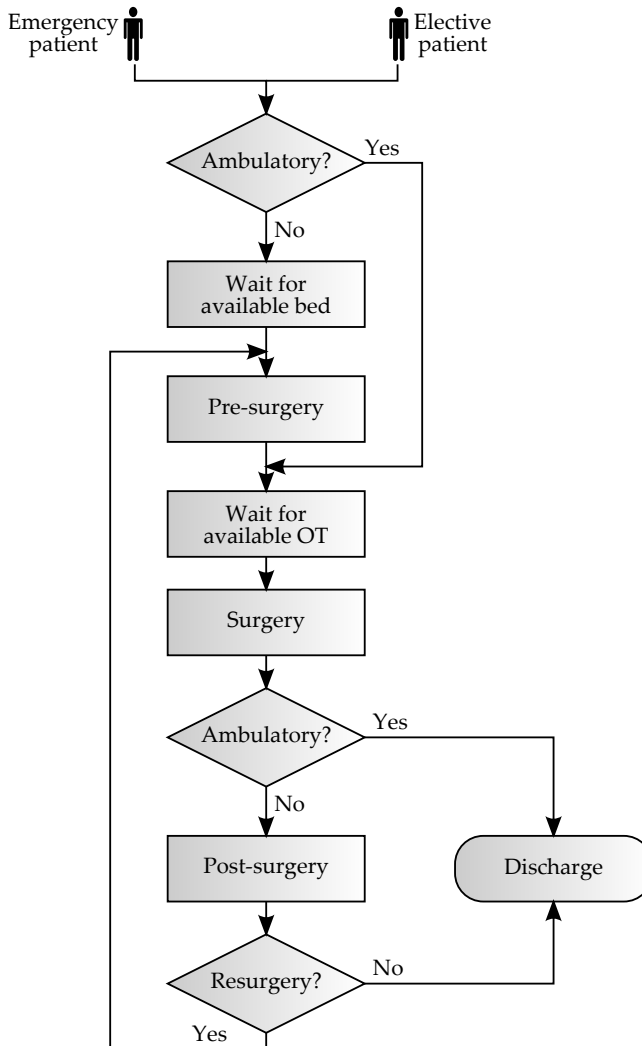 Emergency
patient
Elective
patient
Ambulatory?
Yes
No
Wait for
available bed
Pre-surgery
Wait for
available OT
Surgery
Ambulatory?
Yes
No
Post-surgery
Discharge
Resurgery?
No
Yes